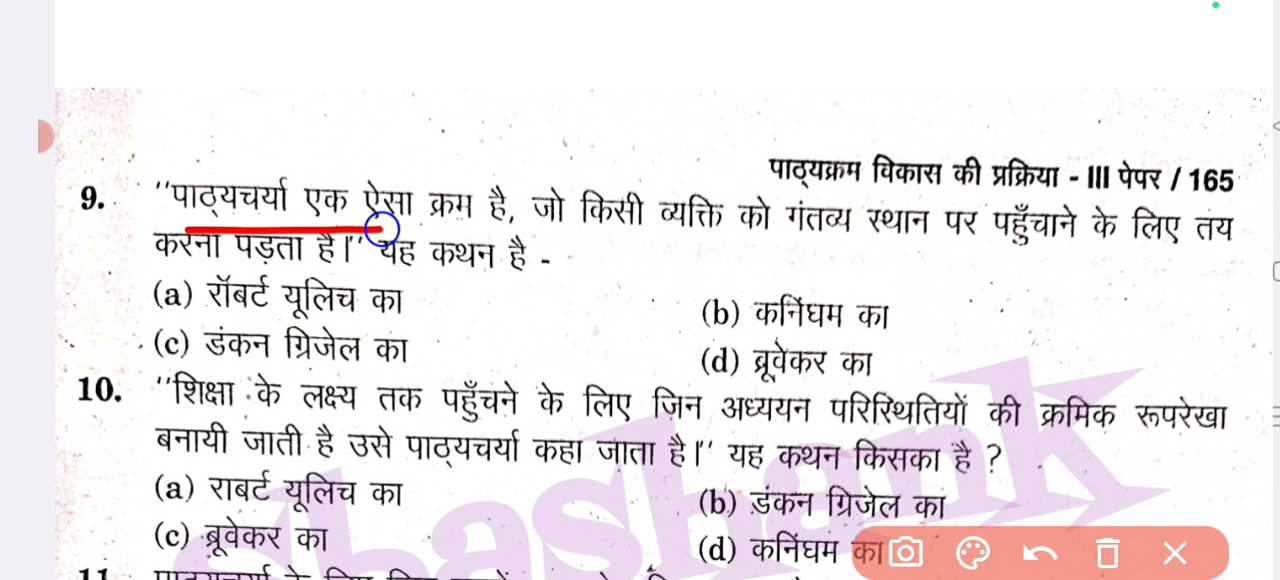 पाठ्यक्रम विकास की प्रक्रिया - III पेपर / 165
9. ''पाठ्यचर्या एक ऐसा क्रम है, जो किसी व्यक्ति को गंतव्य स्थान पर पहुँचाने के लिए तय
करना पड़ता है।'' यह कथन है -
(a) रॉबर्ट यूलिच का (b) कनिंघम का
(c) डंकन ग्रिजेल का (d) ब्रूवेकर का
10. ''शिक्षा के लक्ष्य तक पहुँचने के लिए जिन अध्ययन परिस्थितियों की क्रमिक रूपरेखा
बनायी जाती है उसे पाठ्यचर्या कहा जाता है।'' यह कथन किसका है ?
(a) राबर्ट यूलिच का (b) डंकन ग्रिजेल का
(c) ब्रूवेकर का (d) कनिंघम का